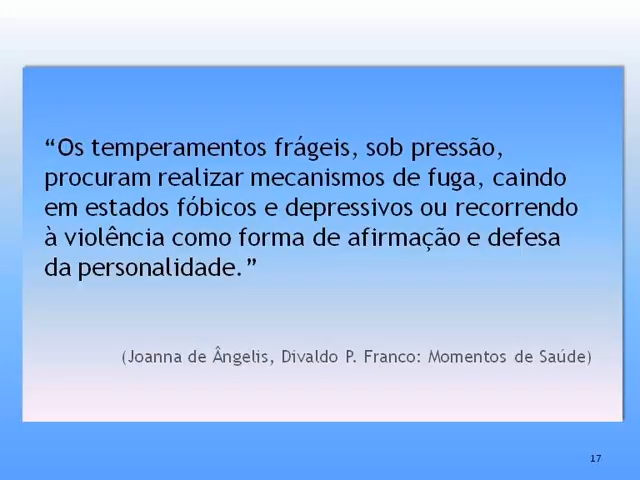 “Os temperamentos frágeis, sob pressão,
procuram realizar mecanismos de fuga, caindo
em estados fóbicos e depressivos ou recorrendo
à violência como forma de afirmação e defesa
da personalidade.”
(Joanna de Ângelis, Divaldo P. Franco: Momentos de Saúde)
17